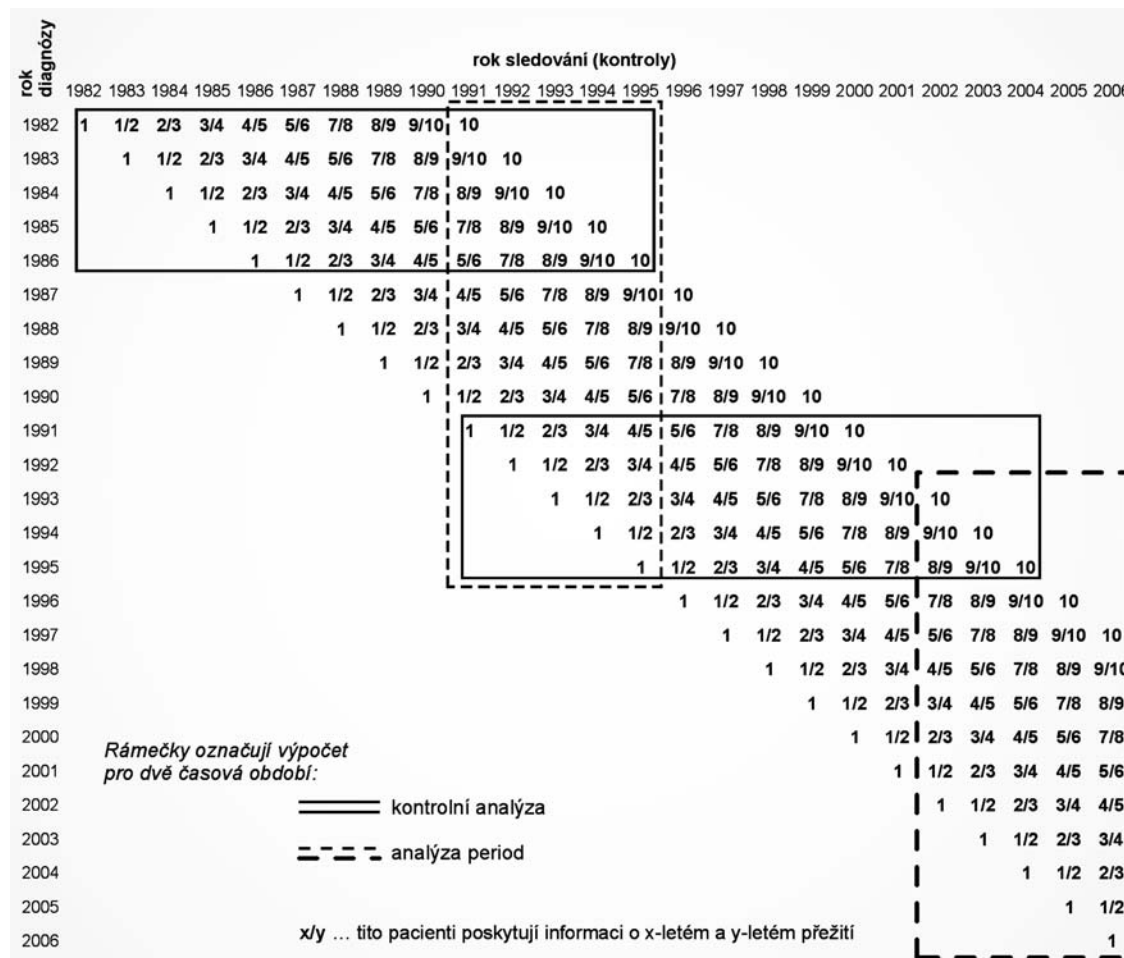 rok
diagnózy
rok sledování (kontroly)
1982 1983 1984 1985 1986 1987 1988 1989 1990 1991 1992 1993 1994 1995 1996 1997 1998 1999 2000 2001 2002 2003 2004 2005 2006
1982 1 1/2 2/3 3/4 4/5 5/6 7/8 8/9 9/10 10
1983 1 1/2 2/3 3/4 4/5 5/6 7/8 8/9 9/10 10
1984 1 1/2 2/3 3/4 4/5 5/6 7/8 8/9 9/10 10
1985 1 1/2 2/3 3/4 4/5 5/6 7/8 8/9 9/10 10
1986 1 1/2 2/3 3/4 4/5 5/6 7/8 8/9 9/10 10
1987 1 1/2 2/3 3/4 4/5 5/6 7/8 8/9 9/10 10
1988 1 1/2 2/3 3/4 4/5 5/6 7/8 8/9 9/10 10
1989 1 1/2 2/3 3/4 4/5 5/6 7/8 8/9 9/10 10
1990 1 1/2 2/3 3/4 4/5 5/6 7/8 8/9 9/10 10
1991 1 1/2 2/3 3/4 4/5 5/6 7/8 8/9 9/10 10
1992 1 1/2 2/3 3/4 4/5 5/6 7/8 8/9 9/10 10
1993 1 1/2 2/3 3/4 4/5 5/6 7/8 8/9 9/10 10
1994 1 1/2 2/3 3/4 4/5 5/6 7/8 8/9 9/10 10
1995 1 1/2 2/3 3/4 4/5 5/6 7/8 8/9 9/10 10
1996 1 1/2 2/3 3/4 4/5 5/6 7/8 8/9 9/10 10
1997 1 1/2 2/3 3/4 4/5 5/6 7/8 8/9 9/10 10
1998 1 1/2 2/3 3/4 4/5 5/6 7/8 8/9 9/10
1999 1 1/2 2/3 3/4 4/5 5/6 7/8 8/9
2000 1 1/2 2/3 3/4 4/5 5/6 7/8
2001 1 1/2 2/3 3/4 4/5 5/6
2002 1 1/2 2/3 3/4 4/5
2003 1 1/2 2/3 3/4
2004 1 1/2 2/3
2005 1 1/2
2006 1
Rámečky označují výpočet
pro dvě časová období:
kontrolní analýza
analýza period
x/y ... tito pacienti poskytují informaci o x-letém a y-letém přežití